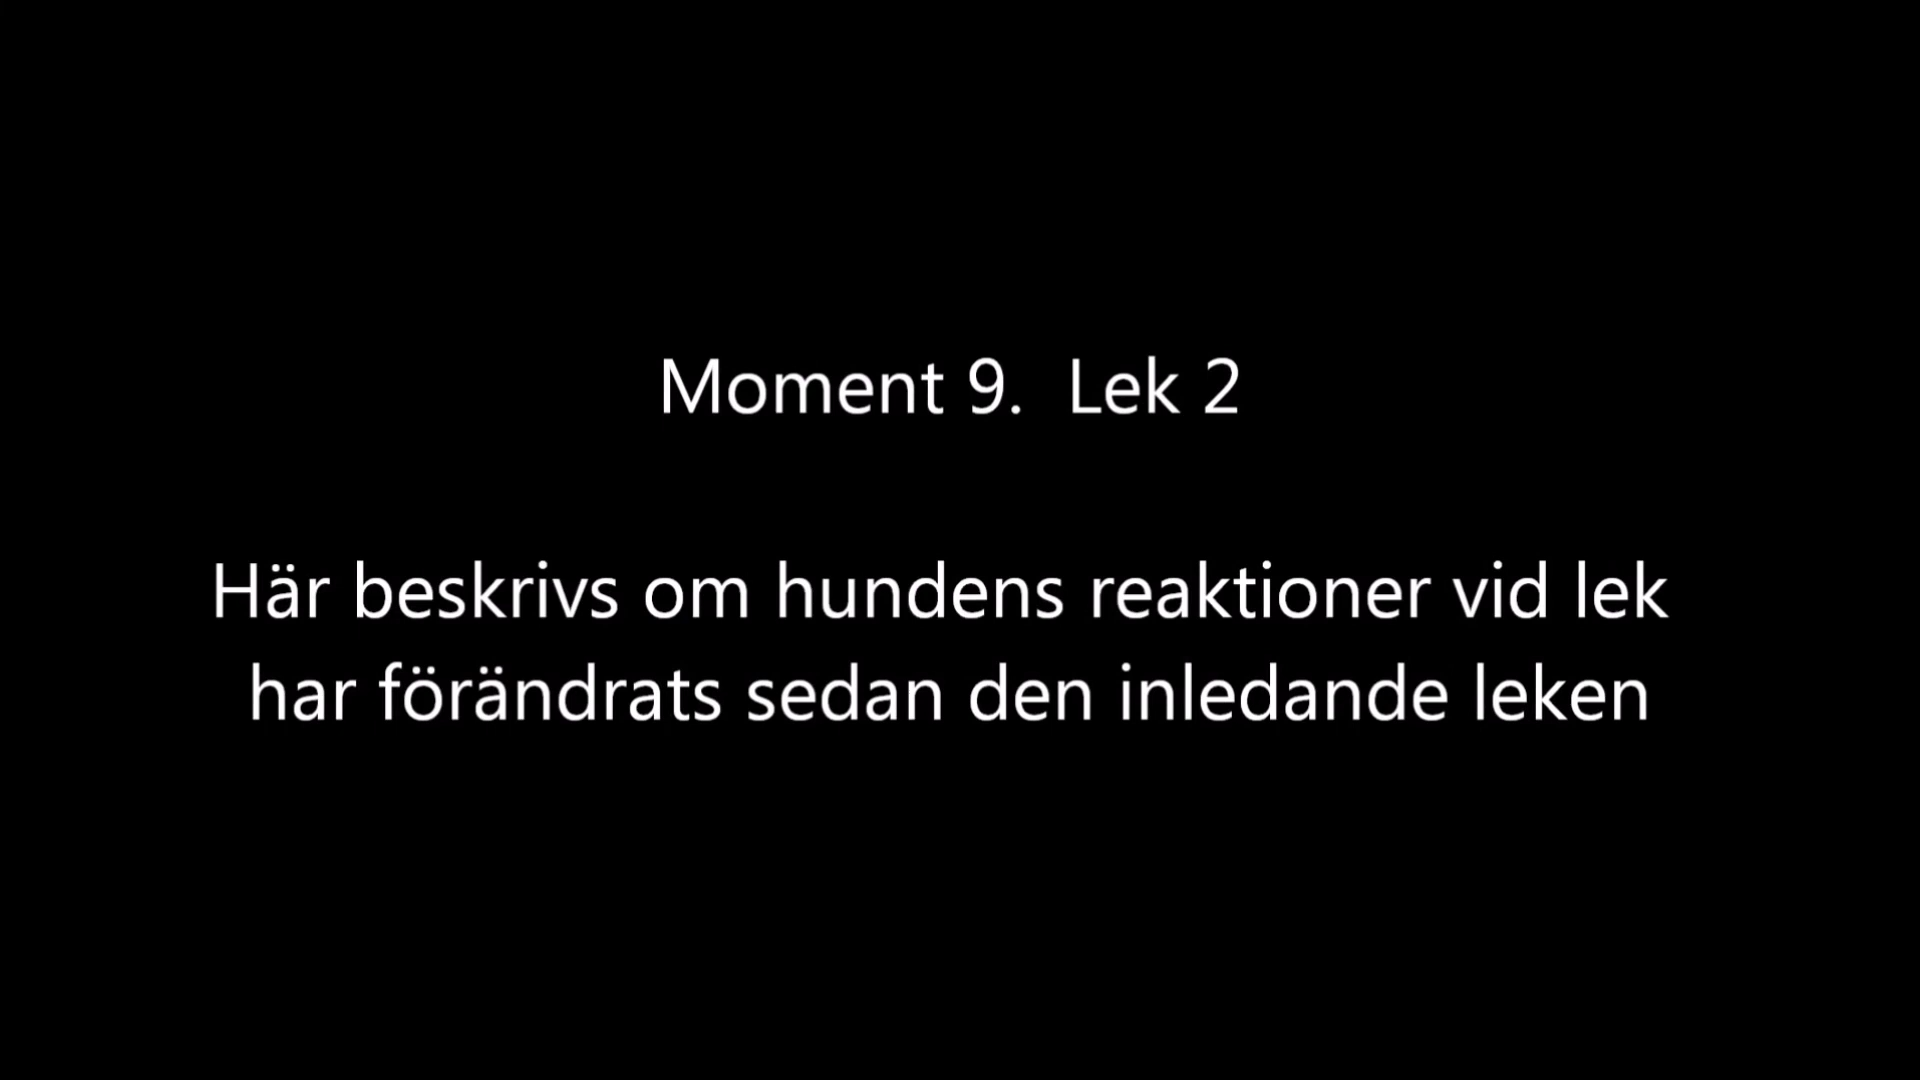 Moment 9.  Lek 2
Här beskrivs om hundens reaktioner vid lek
har förändrats sedan den inledande leken